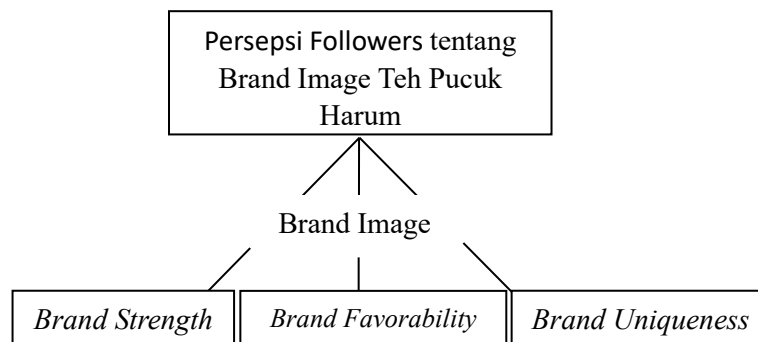 Persepsi Followers tentang
Brand Image Teh Pucuk
Harum
Brand Image
Brand Strength
Brand Favorability
Brand Uniqueness